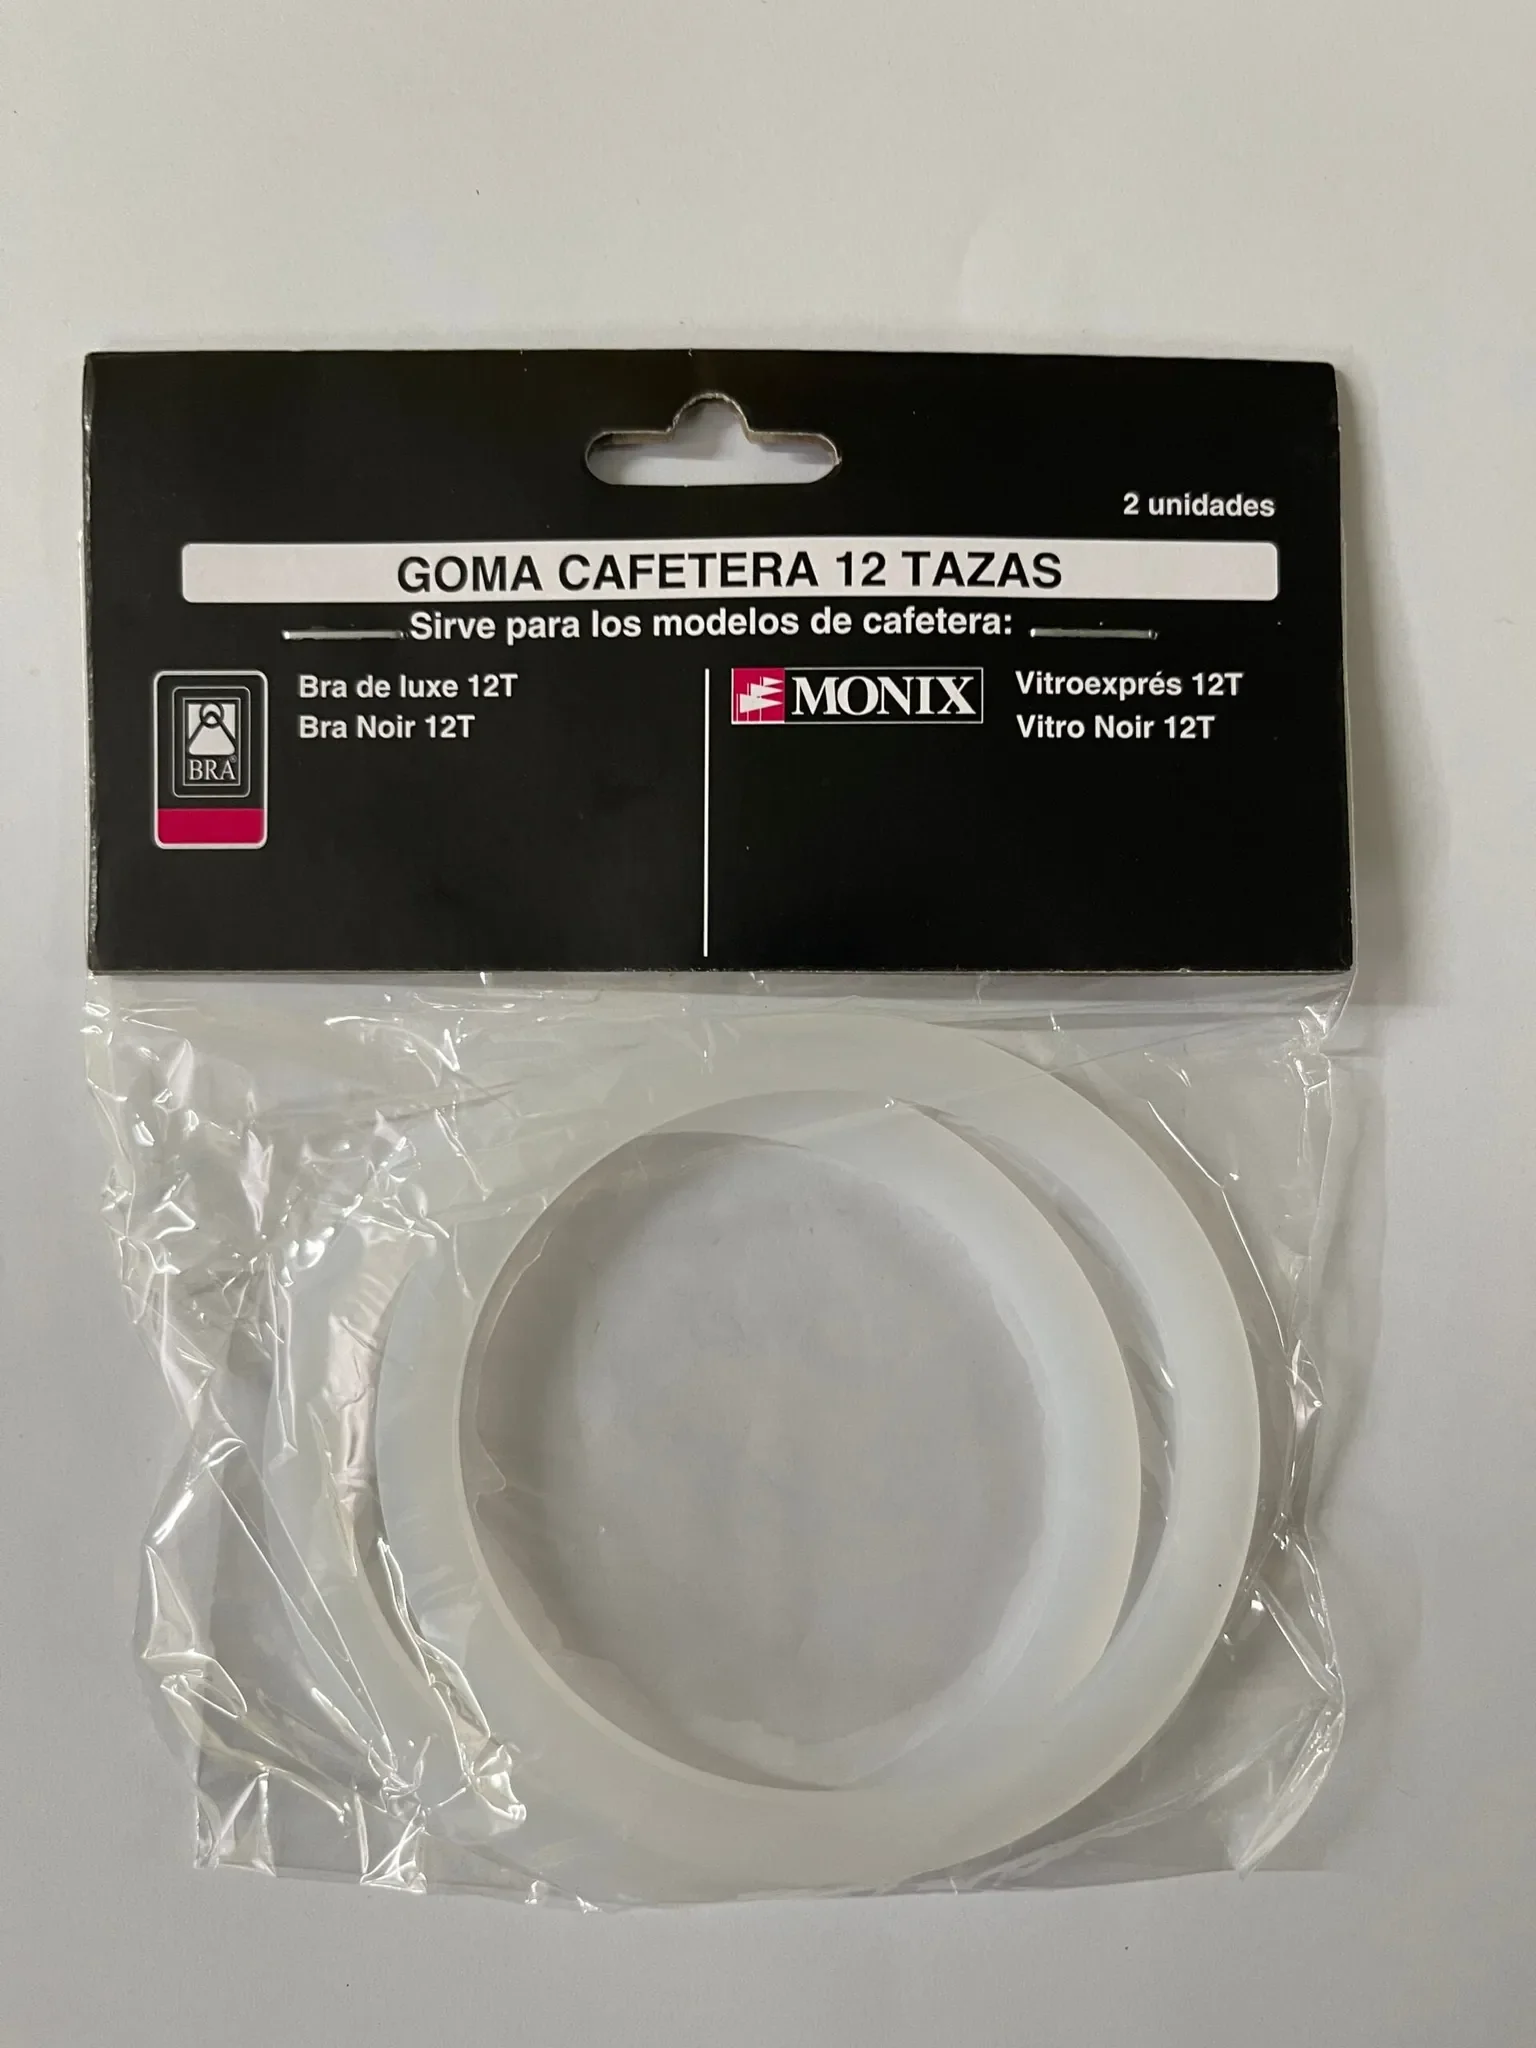 2 unidades
GOMA CAFETERA 12 TAZAS
Sirve para los modelos de cafetera:
BRA®
Bra de luxe 12T
Bra Noir 12T
MONIX
Vitroexprés 12T
Vitro Noir 12T